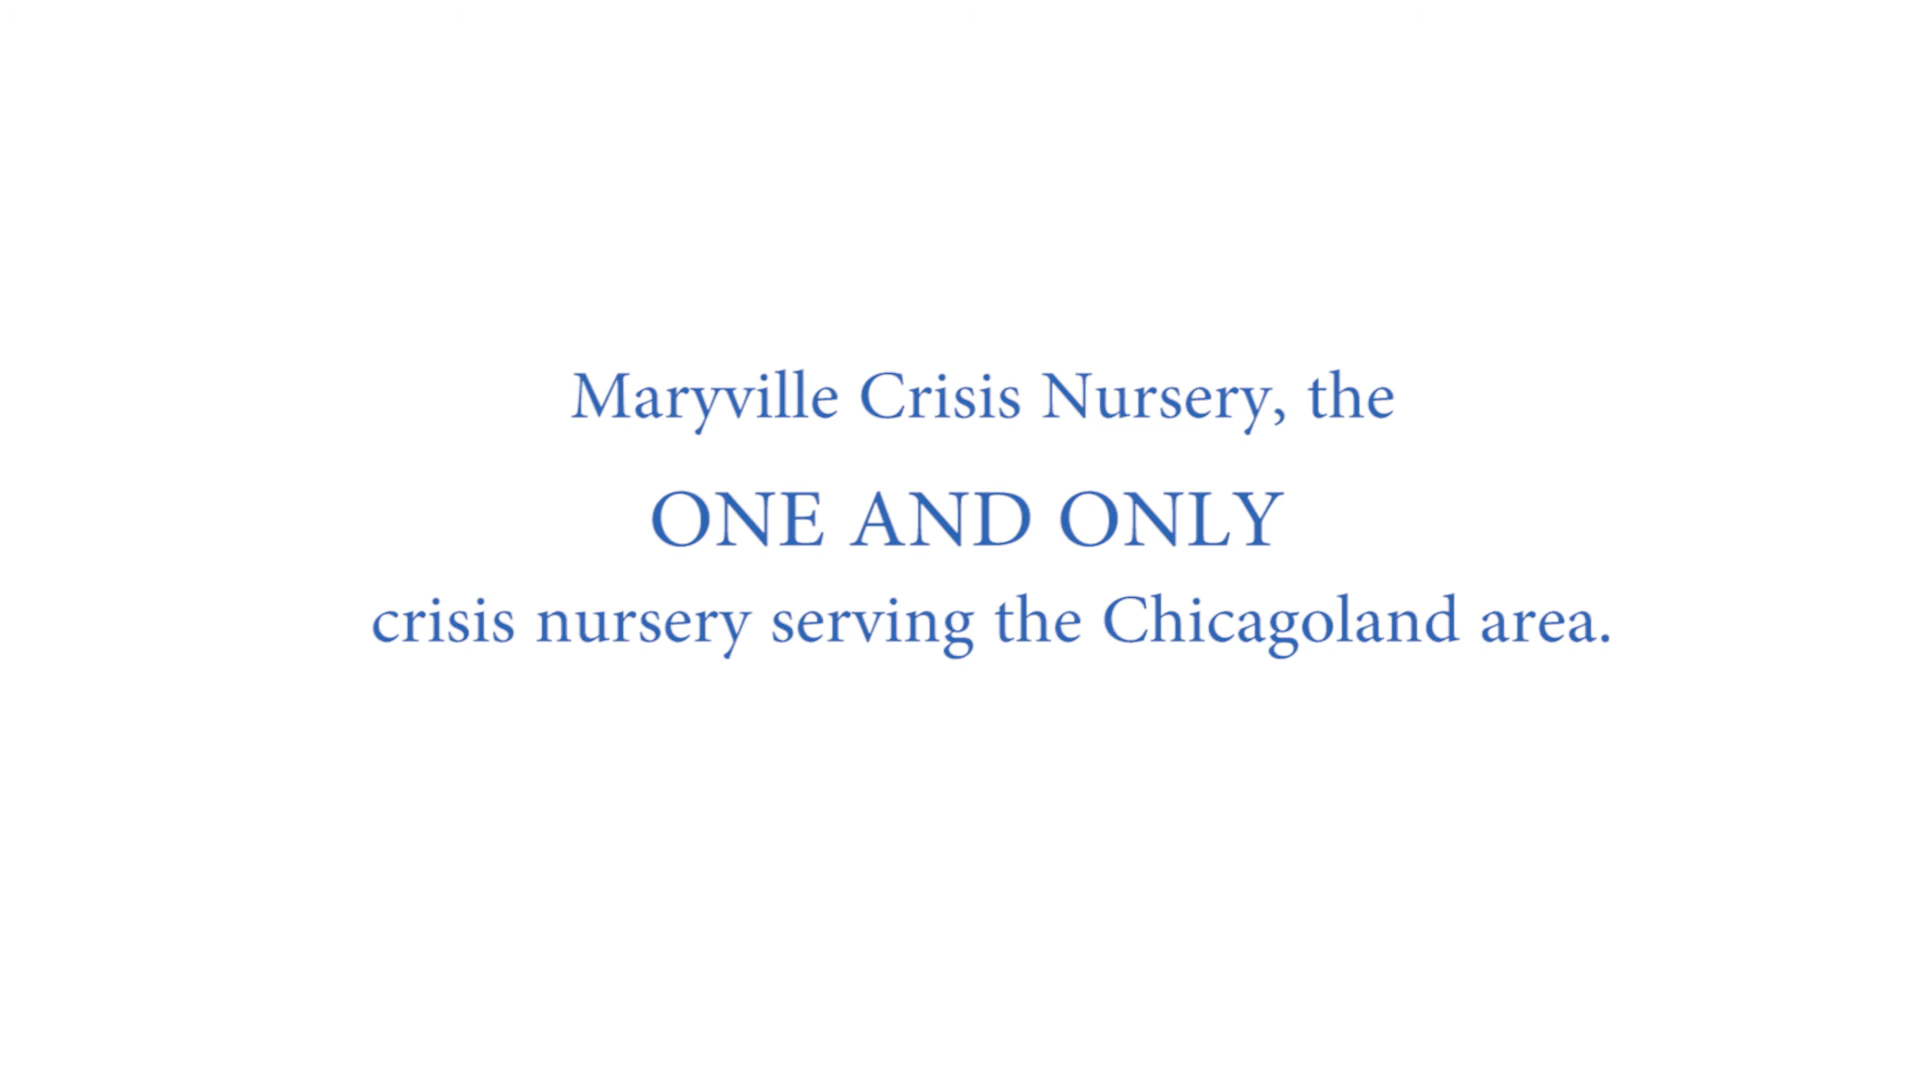 Maryville Crisis Nursery, the
ONE AND ONLY
crisis nursery serving the Chicagoland area.